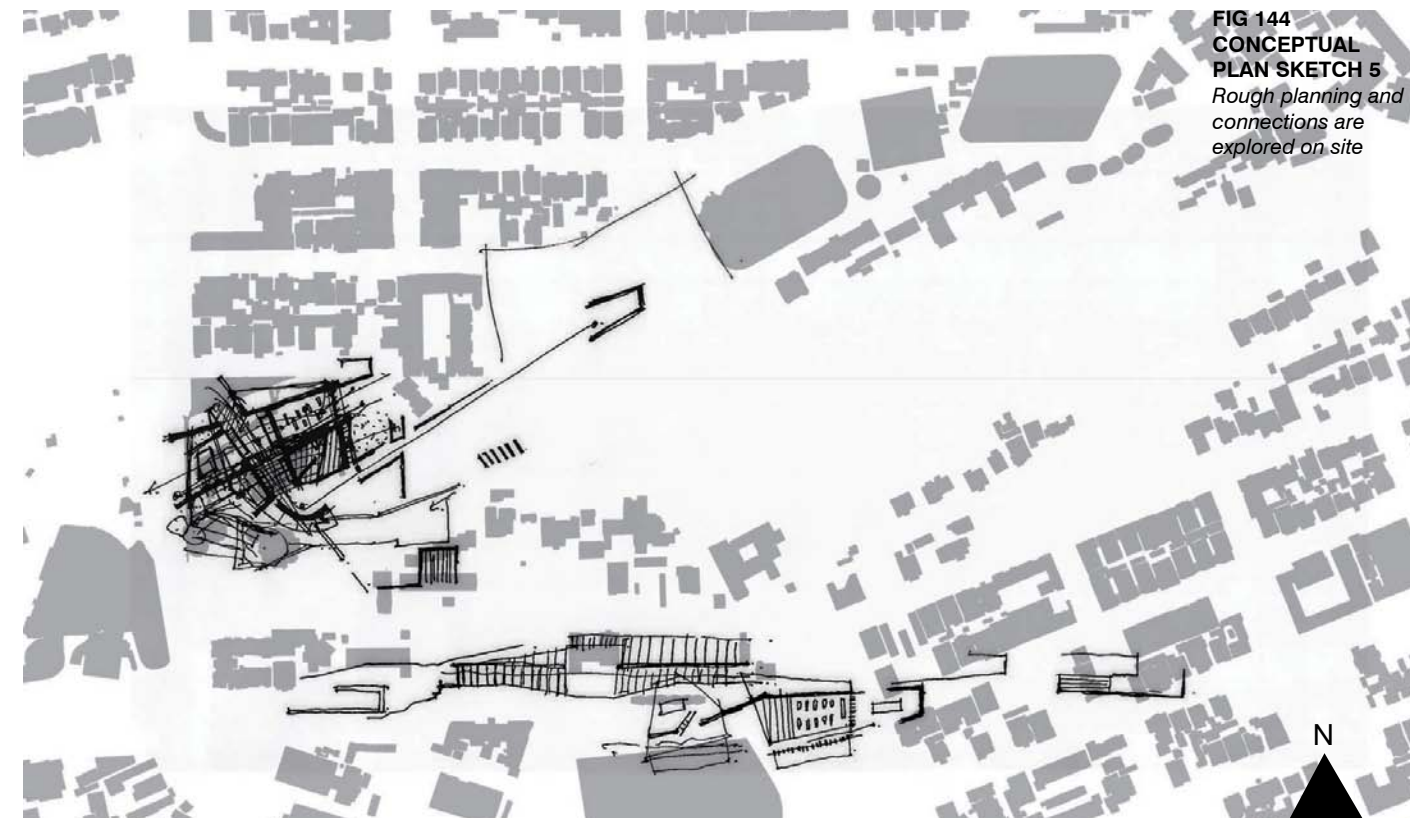 FIG 144
CONCEPTUAL
PLAN SKETCH 5
Rough planning and
connections are
explored on site
N